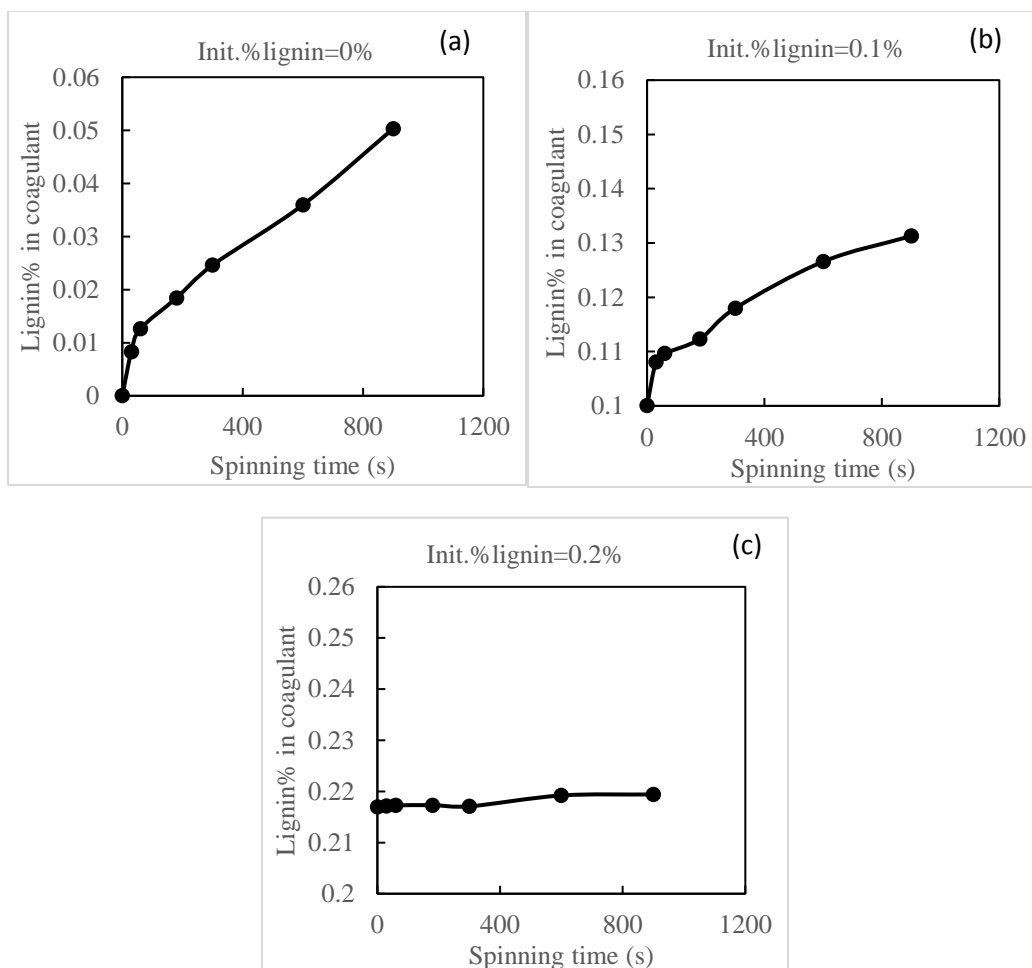 Init.%lignin=0%
(a)
Lignin% in coagulant
0.06
0.05
0.04
0.03
0.02
0.01
0
0
400
800
1200
Spinning time (s)
Init.%lignin=0.1%
(b)
Lignin% in coagulant
0.16
0.15
0.14
0.13
0.12
0.11
0.1
0
400
800
1200
Spinning time (s)
Init.%lignin=0.2%
(c)
Lignin% in coagulant
0.26
0.25
0.24
0.23
0.22
0.21
0.2
0
400
800
1200
Spinning time (s)